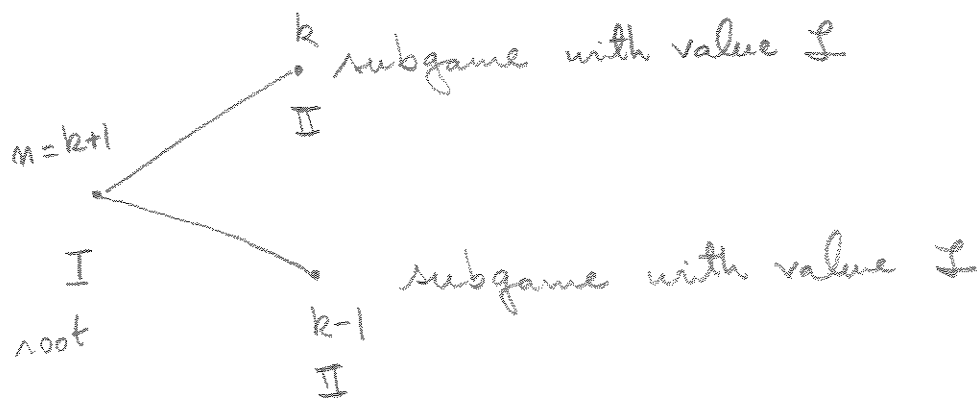 k
subgame with value L
II
n=k+1
I
subgame with value L
root
k-1
II